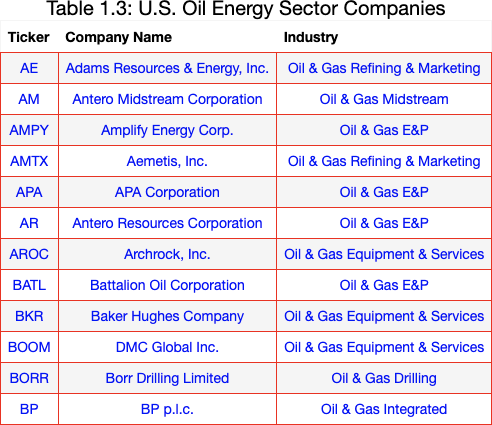 Table 1.3: U.S. Oil Energy Sector Companies
Ticker Company Name Industry
AE Adams Resources & Energy, Inc. Oil & Gas Refining & Marketing
AM Antero Midstream Corporation Oil & Gas Midstream
AMPY Amplify Energy Corp. Oil & Gas E&P
AMTX Aemetis, Inc. Oil & Gas Refining & Marketing
APA APA Corporation Oil & Gas E&P
AR Antero Resources Corporation Oil & Gas E&P
AROC Archrock, Inc. Oil & Gas Equipment & Services
BATL Battalion Oil Corporation Oil & Gas E&P
BKR Baker Hughes Company Oil & Gas Equipment & Services
BOOM DMC Global Inc. Oil & Gas Equipment & Services
BORR Borr Drilling Limited Oil & Gas Drilling
BP BP p.l.c. Oil & Gas Integrated